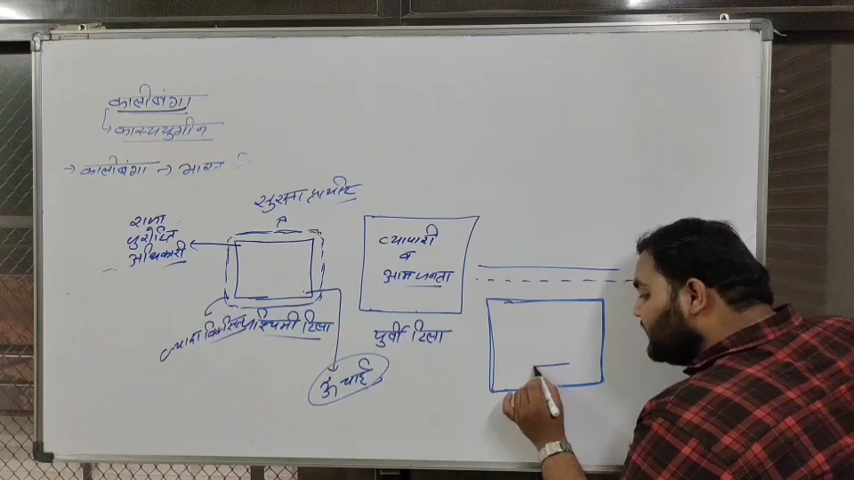 कालीबंगा
कास्ययुगीन
→ कालीबंगा → भारत
सुरक्षा प्राचीर
राजा
पुरोहित
अधिकारी
पश्चिमी टिला
ऊंचाई
व्यापारी
व
आमजनता
पुर्वी टिला